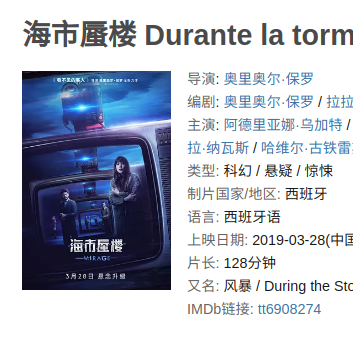 海市蜃楼 Durante la torm
导演: 奥里奥尔·保罗
编剧: 奥里奥尔·保罗 / 拉拉
主演: 阿德里亚娜·乌加特 /
拉·纳瓦斯 / 哈维尔·古铁雷
类型: 科幻 / 悬疑 / 惊悚
制片国家/地区: 西班牙
语言: 西班牙语
上映日期: 2019-03-28(中国
片长: 128分钟
又名: 风暴 / During the Sto
IMDb链接: tt6908274
海市蜃楼
MIRAGE
3月28日 悬念升级